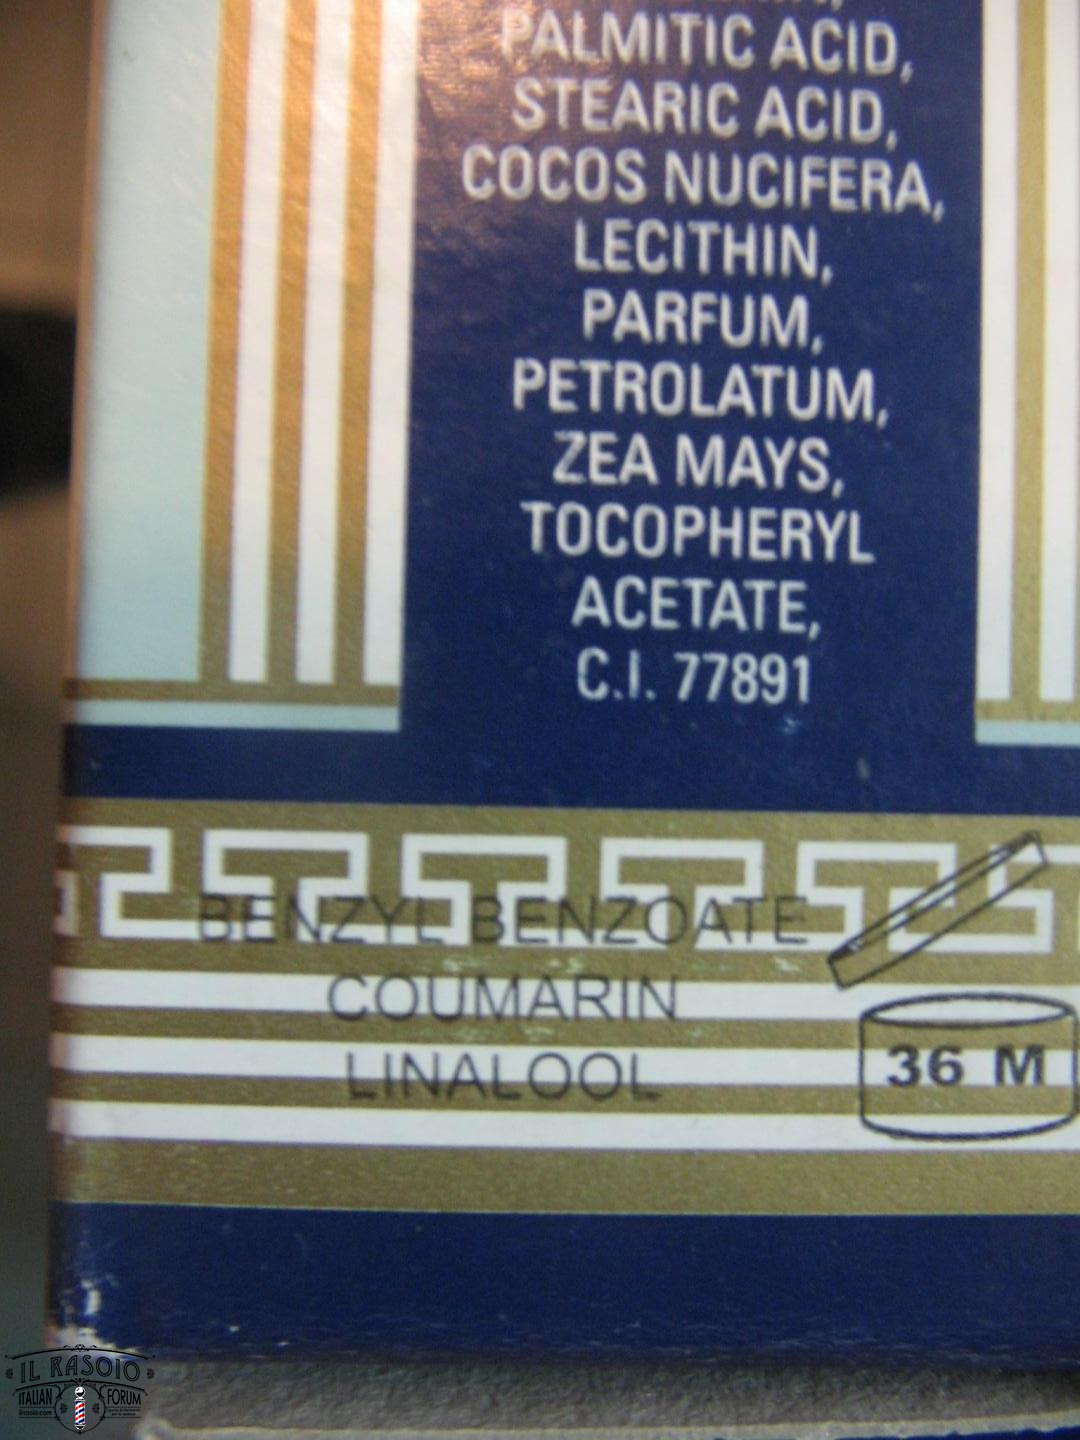 PALMITIC ACID,
STEARIC ACID,
COCOS NUCIFERA,
LECITHIN,
PARFUM,
PETROLATUM,
ZEA MAYS,
TOCOPHERYL
ACETATE,
C.I. 77891
BENZYL BENZOATE
COUMARIN
LINALOOL
36 M
IL RASOIO
ITALIAN FORUM